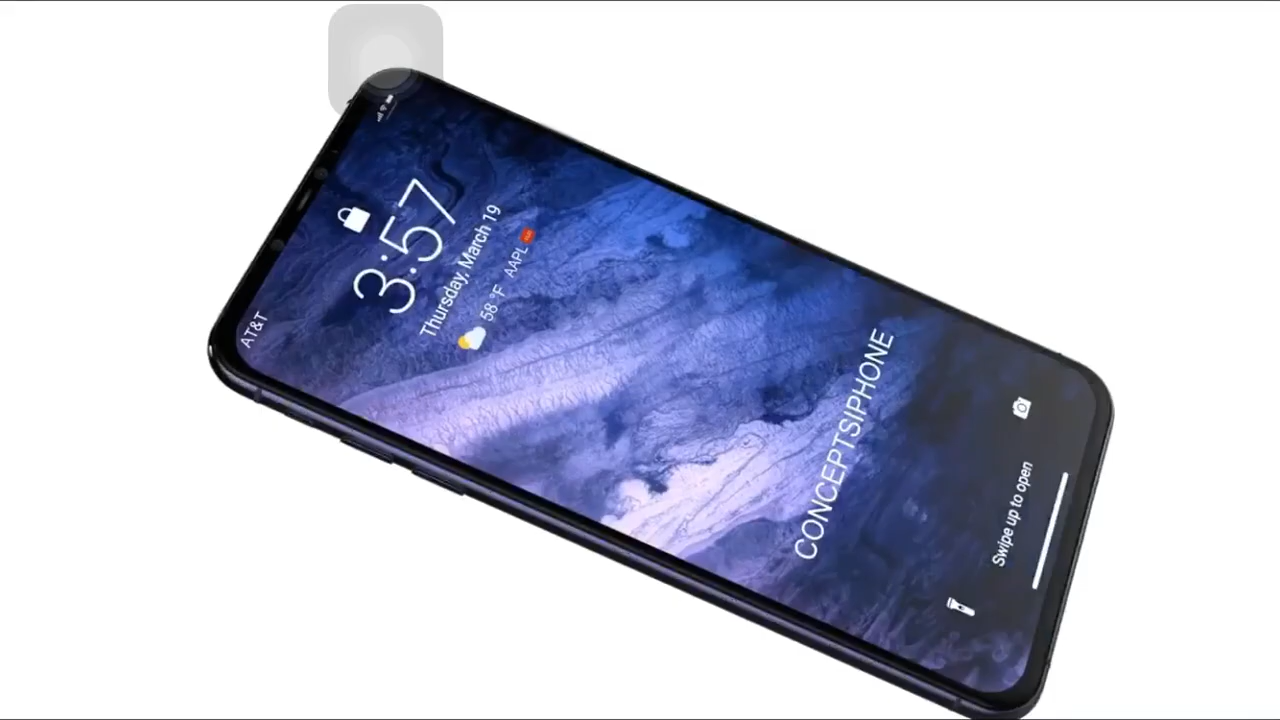 AT&T
3:57
Thursday, March 19
58 °F AAPL
CONCEPTSIPHONE
Swipe up to open